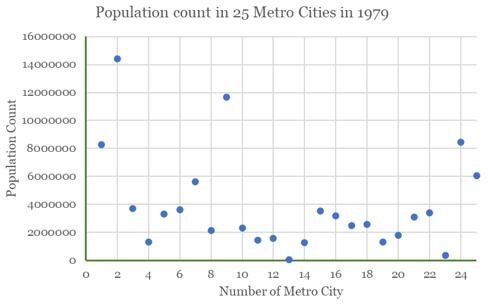 Population count in 25 Metro Cities in 1979
16000000
14000000
12000000
10000000
8000000
6000000
4000000
2000000
0
0 2 4 6 8 10 12 14 16 18 20 22 24
Population Count
Number of Metro City